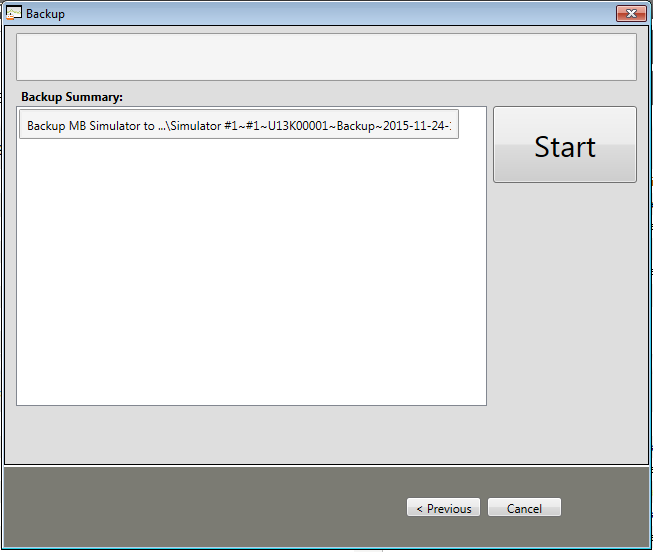 Backup
Backup Summary:
Backup MB Simulator to ...\Simulator #1~#1~U13K00001~Backup~2015-11-24-
Start
< Previous
Cancel